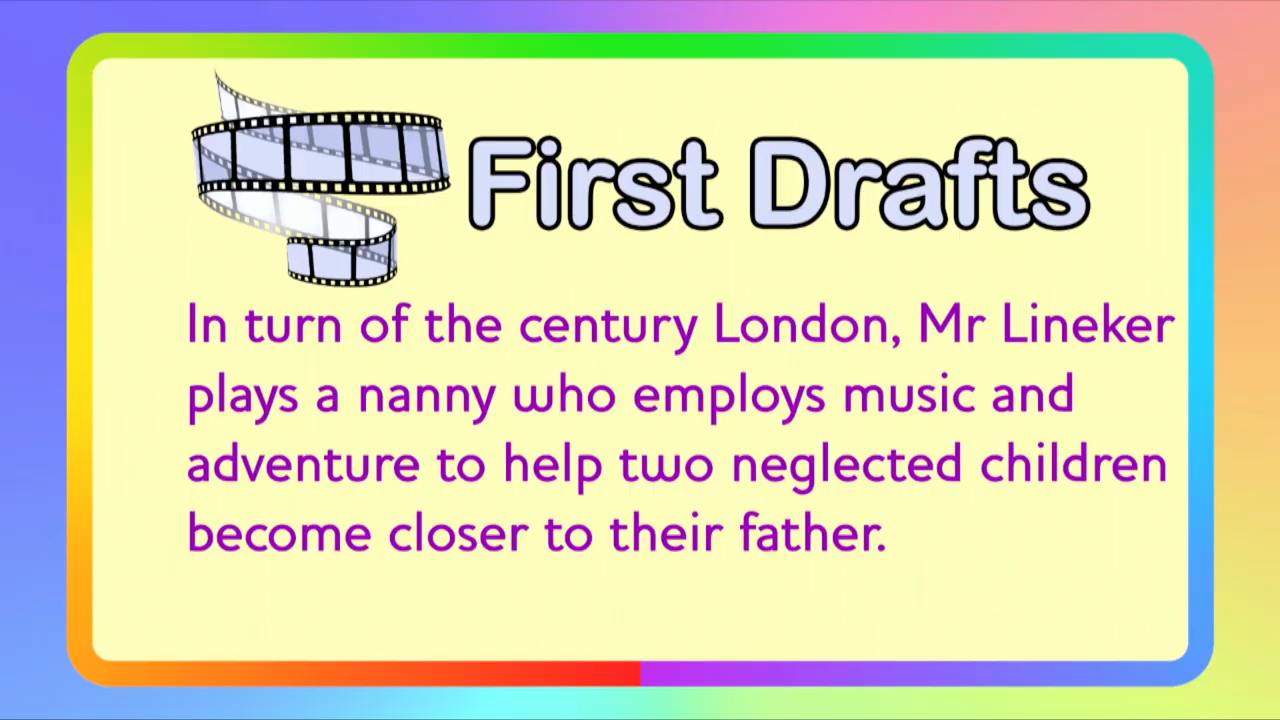 First Drafts
In turn of the century London, Mr Lineker
plays a nanny who employs music and
adventure to help two neglected children
become closer to their father.